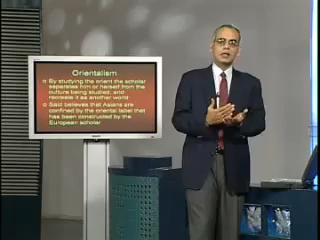 Orientalism
By studying the orient the scholar
separates him or herself from the
culture being studied, and
recreate it as another world
Said believes that Asians are
confined by the oriental label that
has been constructed by the
European scholar